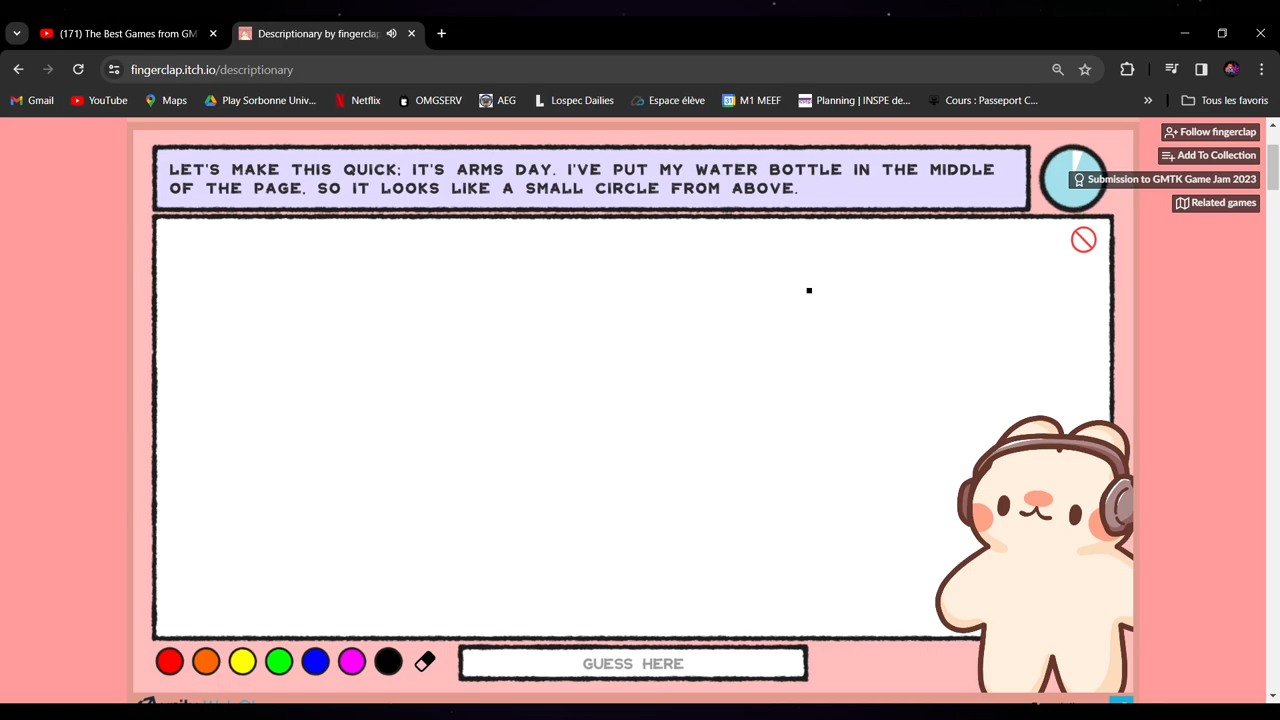 (171) The Best Games from GM
Descriptionary by fingercla
fingerclap.itch.io/descriptionary
Gmail
YouTube
Maps
Play Sorbonne Univ...
Netflix
OMGSERV
AEG
Lospec Dailies
Espace élève
31
M1 MEEF
Planning | INSPE de...
Cours : Passeport C...
»
Tous les favoris
LET'S MAKE THIS QUICK; IT'S ARMS DAY. I'VE PUT MY WATER BOTTLE IN THE MIDDLE
OF THE PAGE, SO IT LOOKS LIKE A SMALL CIRCLE FROM ABOVE.
Follow fingerclap
Add To Collection
Submission to GMTK Game Jam 2023
Related games
GUESS HERE